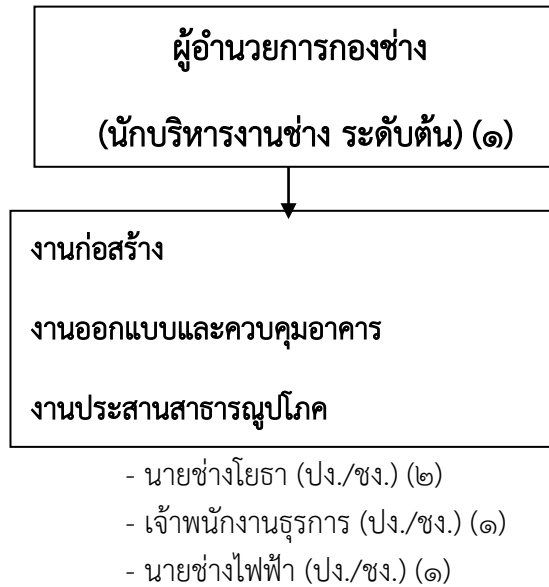 ผู้อำนวยการกองช่าง
(นักบริหารงานช่าง ระดับต้น) (๑)
งานก่อสร้าง
งานออกแบบและควบคุมอาคาร
งานประสานสาธารณูปโภค
- นายช่างโยธา (ปง./ชง.) (๒)
- เจ้าพนักงานธุรการ (ปง./ชง.) (๑)
- นายช่างไฟฟ้า (ปง./ชง.) (๑)